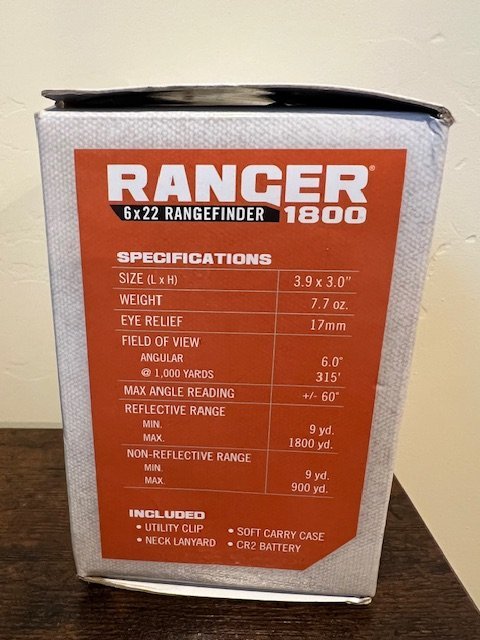 RANGER®
6x22 RANGEFINDER 1800
SPECIFICATIONS
SIZE (L x H) 3.9 x 3.0"
WEIGHT 7.7 oz.
EYE RELIEF 17mm
FIELD OF VIEW
ANGULAR 6.0°
@ 1,000 YARDS 315'
MAX ANGLE READING +/- 60°
REFLECTIVE RANGE
MIN. 9 yd.
MAX. 1800 yd.
NON-REFLECTIVE RANGE
MIN. 9 yd.
MAX. 900 yd.
INCLUDED
• UTILITY CLIP • SOFT CARRY CASE
• NECK LANYARD • CR2 BATTERY